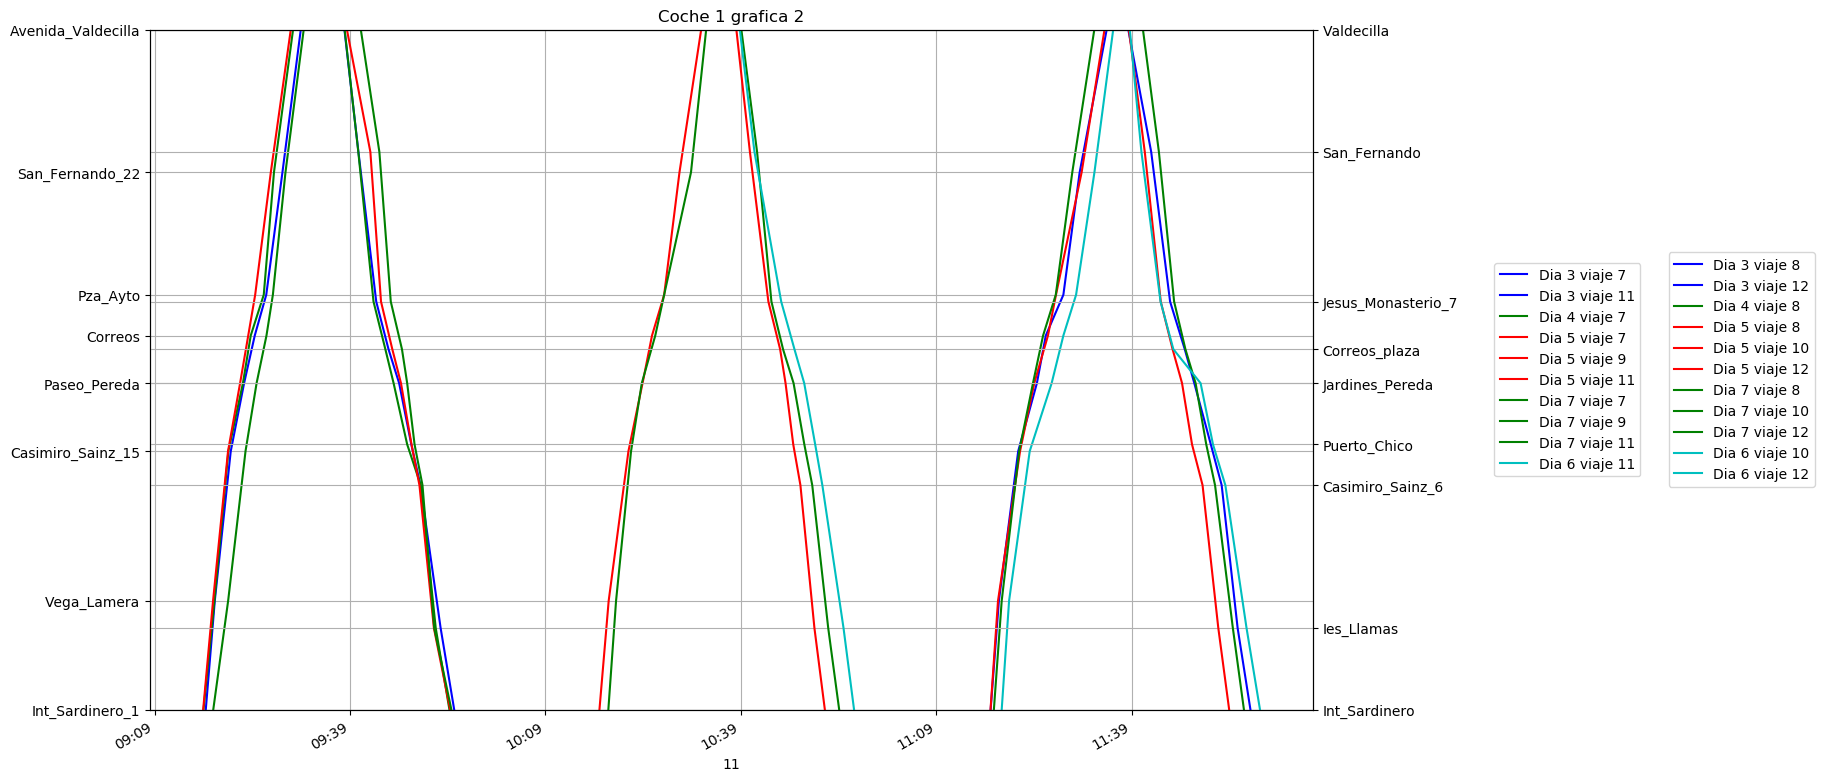 Coche 1 grafica 2
Avenida_Valdecilla
San_Fernando_22
Pza_Ayto
Correos
Paseo_Pereda
Casimiro_Sainz_15
Vega_Lamera
Int_Sardinero_1
Valdecilla
San_Fernando
Jesus_Monasterio_7
Correos_plaza
Jardines_Pereda
Puerto_Chico
Casimiro_Sainz_6
Ies_Llamas
Int_Sardinero
09:09
09:39
10:09
10:39
11:09
11:39
11
Dia 3 viaje 7
Dia 3 viaje 11
Dia 4 viaje 7
Dia 5 viaje 7
Dia 5 viaje 9
Dia 5 viaje 11
Dia 7 viaje 7
Dia 7 viaje 9
Dia 7 viaje 11
Dia 6 viaje 11
Dia 3 viaje 8
Dia 3 viaje 12
Dia 4 viaje 8
Dia 5 viaje 8
Dia 5 viaje 10
Dia 5 viaje 12
Dia 7 viaje 8
Dia 7 viaje 10
Dia 7 viaje 12
Dia 6 viaje 10
Dia 6 viaje 12